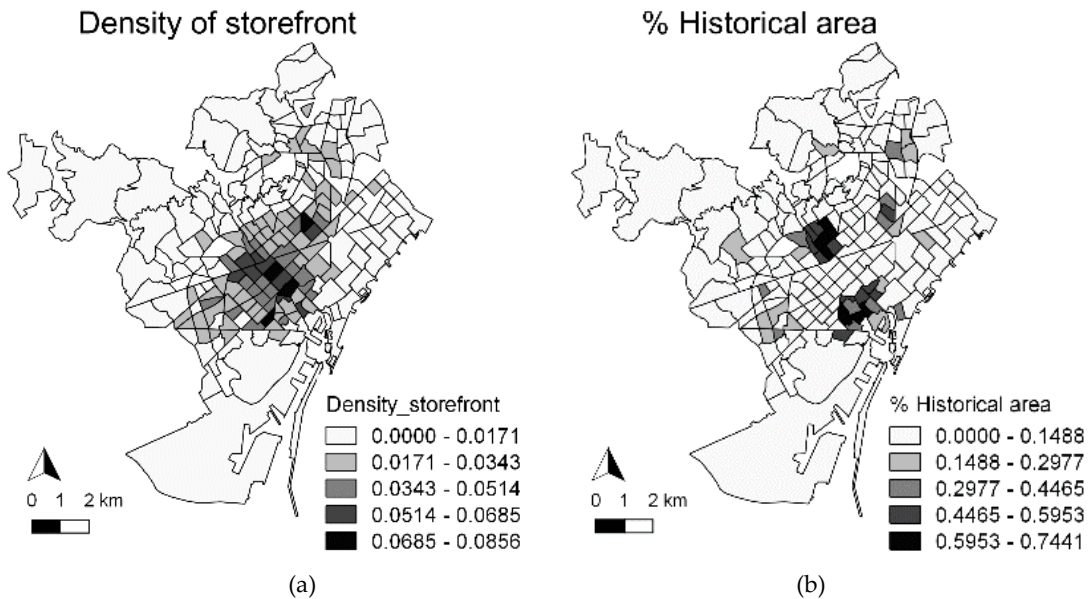 Density of storefront
% Historical area
Density_storefront
0.0000 - 0.0171
0.0171 - 0.0343
0.0343 - 0.0514
0.0514 - 0.0685
0.0685 - 0.0856
0 1 2 km
% Historical area
0.0000 - 0.1488
0.1488 - 0.2977
0.2977 - 0.4465
0.4465 - 0.5953
0.5953 - 0.7441
0 1 2 km
(a)
(b)